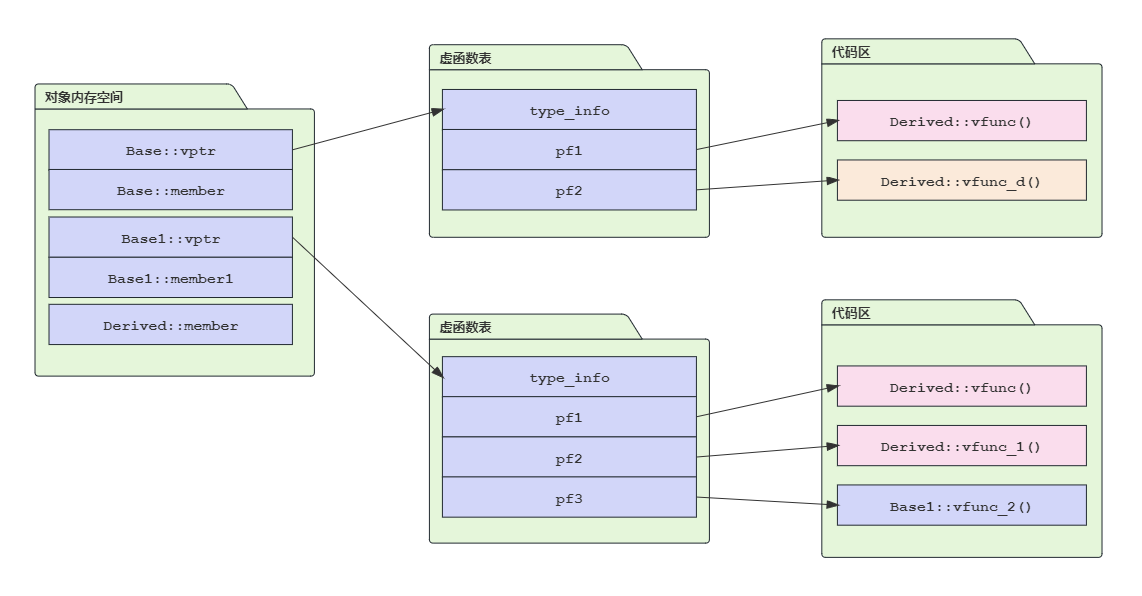 对象内存空间
Base::vptr
Base::member
Base1::vptr
Base1::member1
Derived::member
虚函数表
type_info
pf1
pf2
代码区
Derived::vfunc()
Derived::vfunc_d()
虚函数表
type_info
pf1
pf2
pf3
代码区
Derived::vfunc()
Derived::vfunc_1()
Base1::vfunc_2()